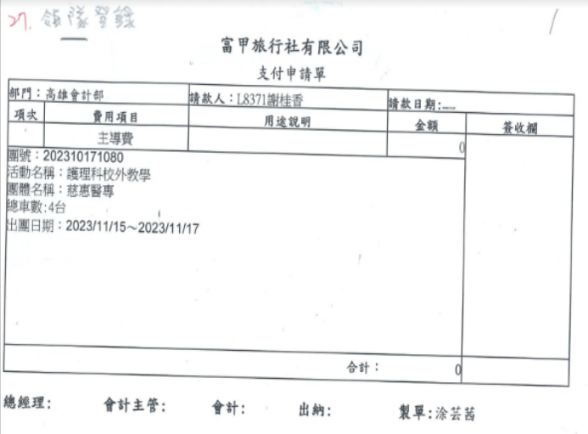 27. 領隊登錄
富甲旅行社有限公司
支付申請單
部門：高雄會計部 請款人：L8371謝桂香 請款日期：
項次 費用項目 用途說明 金額 簽收欄
主導費 0
團號：202310171080
活動名稱：護理科校外教學
團體名稱：慈惠醫專
總車數:4台
出團日期：2023/11/15～2023/11/17
合計： 0
總經理： 會計主管： 會計： 出納： 製單：涂芸茜